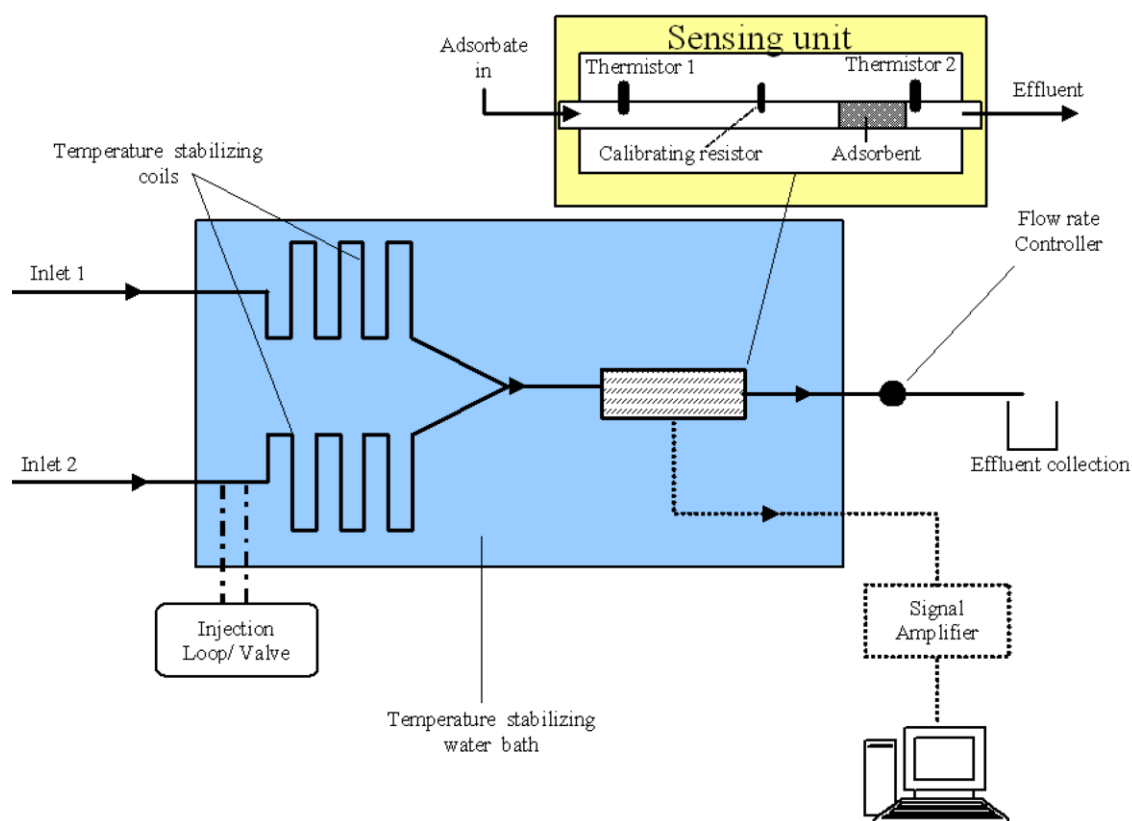 Sensing unit
Adsorbate
in
Thermistor 1
Thermistor 2
Effluent
Calibrating resistor
Adsorbent
Temperature stabilizing
coils
Flow rate
Controller
Inlet 1
Inlet 2
Effluent collection
Injection
Loop/ Valve
Signal
Amplifier
Temperature stabilizing
water bath